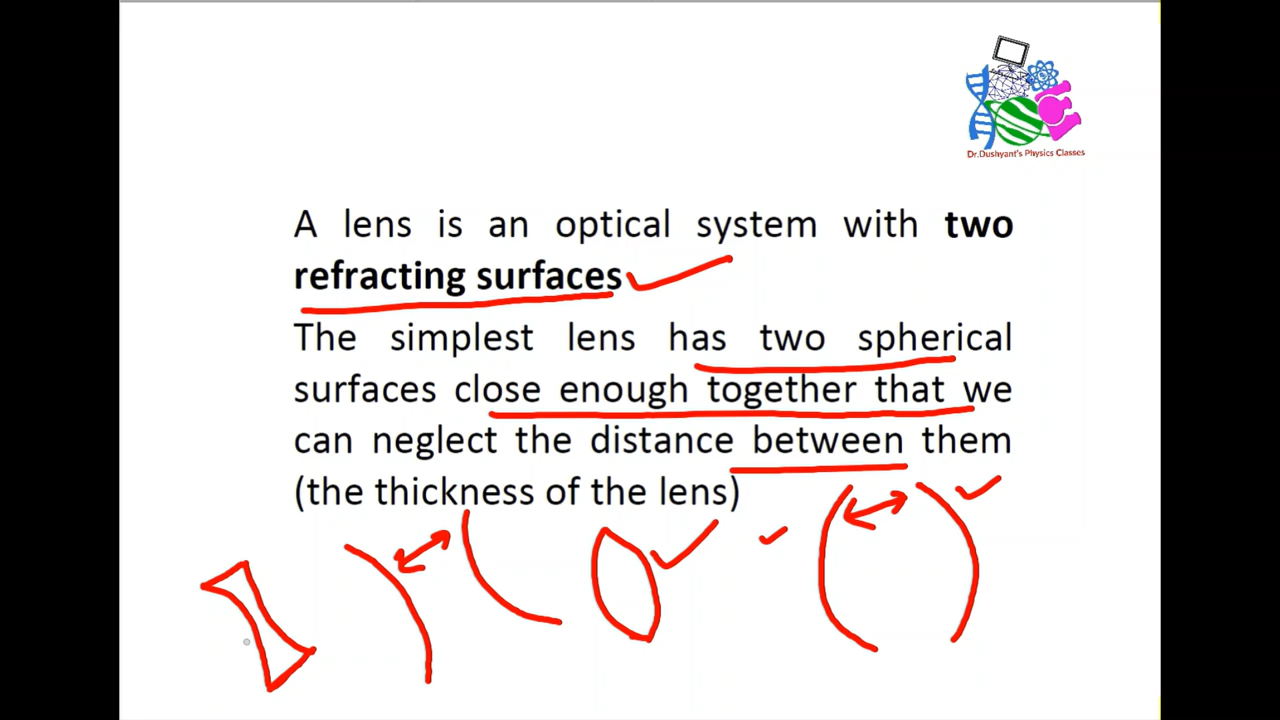 Dr.Dushyant's Physics Classes
A lens is an optical system with two
refracting surfaces
The simplest lens has two spherical
surfaces close enough together that we
can neglect the distance between them
(the thickness of the lens)